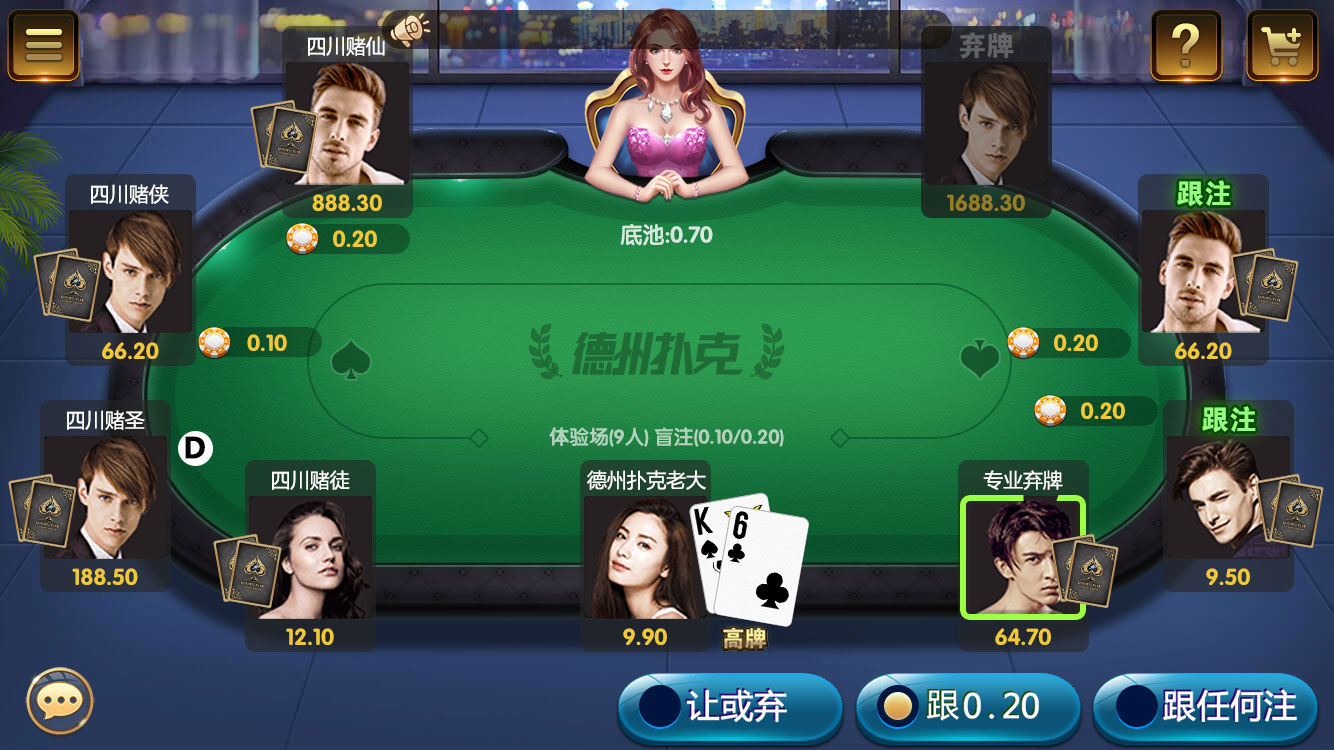 四川赌仙
弃牌
888.30
1688.30
0.20
底池:0.70
四川赌侠
跟注
66.20
0.10
0.20
66.20
德州扑克
0.20
四川赌圣
D
体验场(9人) 盲注(0.10/0.20)
跟注
188.50
9.50
四川赌徒
德州扑克老大
专业弃牌
K
6
12.10
9.90
高牌
64.70
让或弃
跟0.20
跟任何注
?